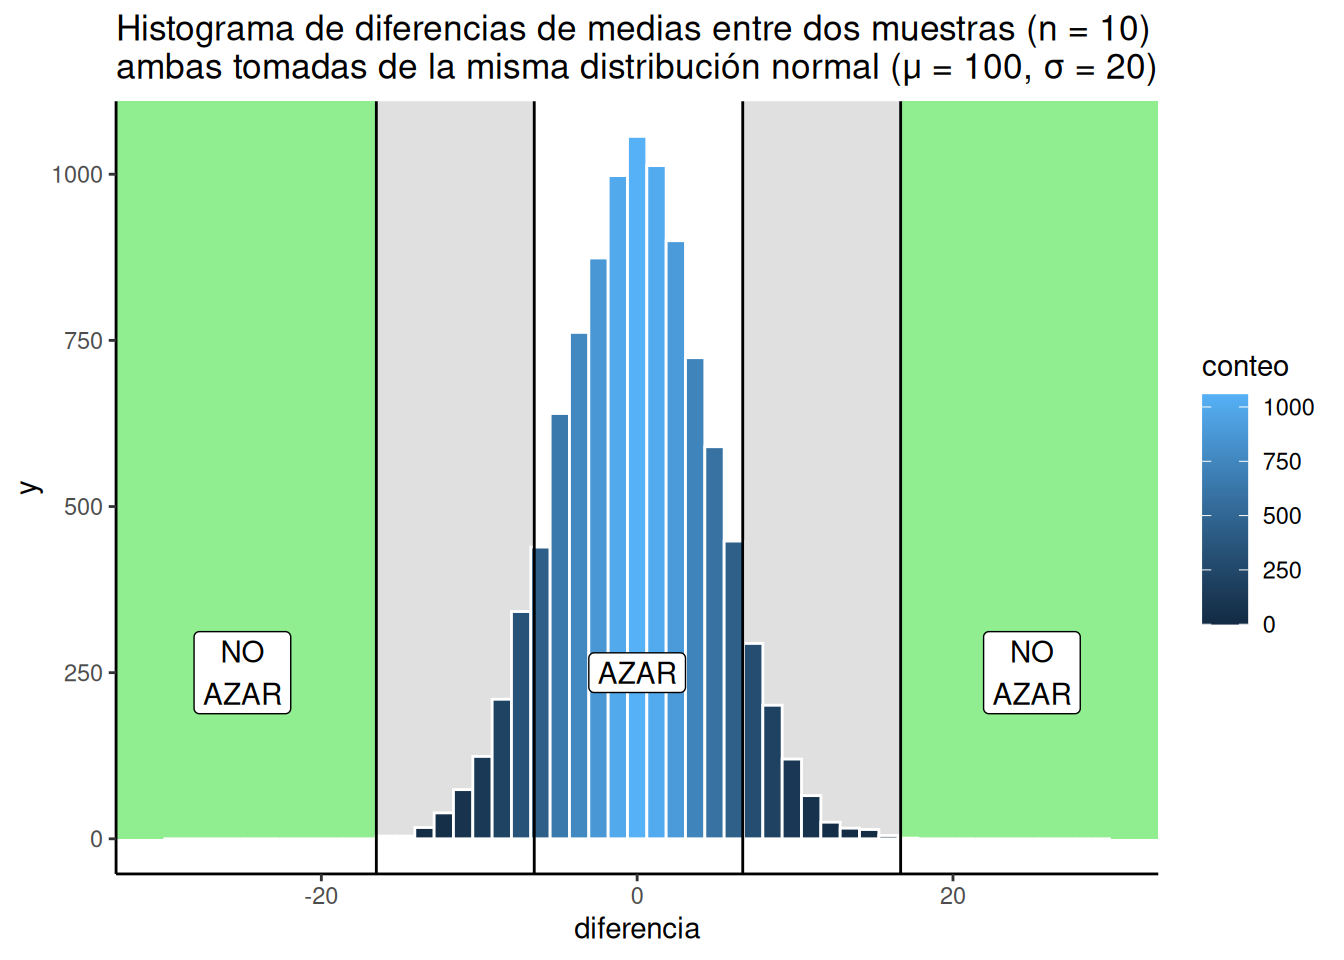 Histograma de diferencias de medias entre dos muestras (n = 10)
ambas tomadas de la misma distribución normal (μ = 100, σ = 20)
1000
750
500
250
0
y
NO
AZAR
AZAR
NO
AZAR
-20
0
20
diferencia
conteo
1000
750
500
250
0